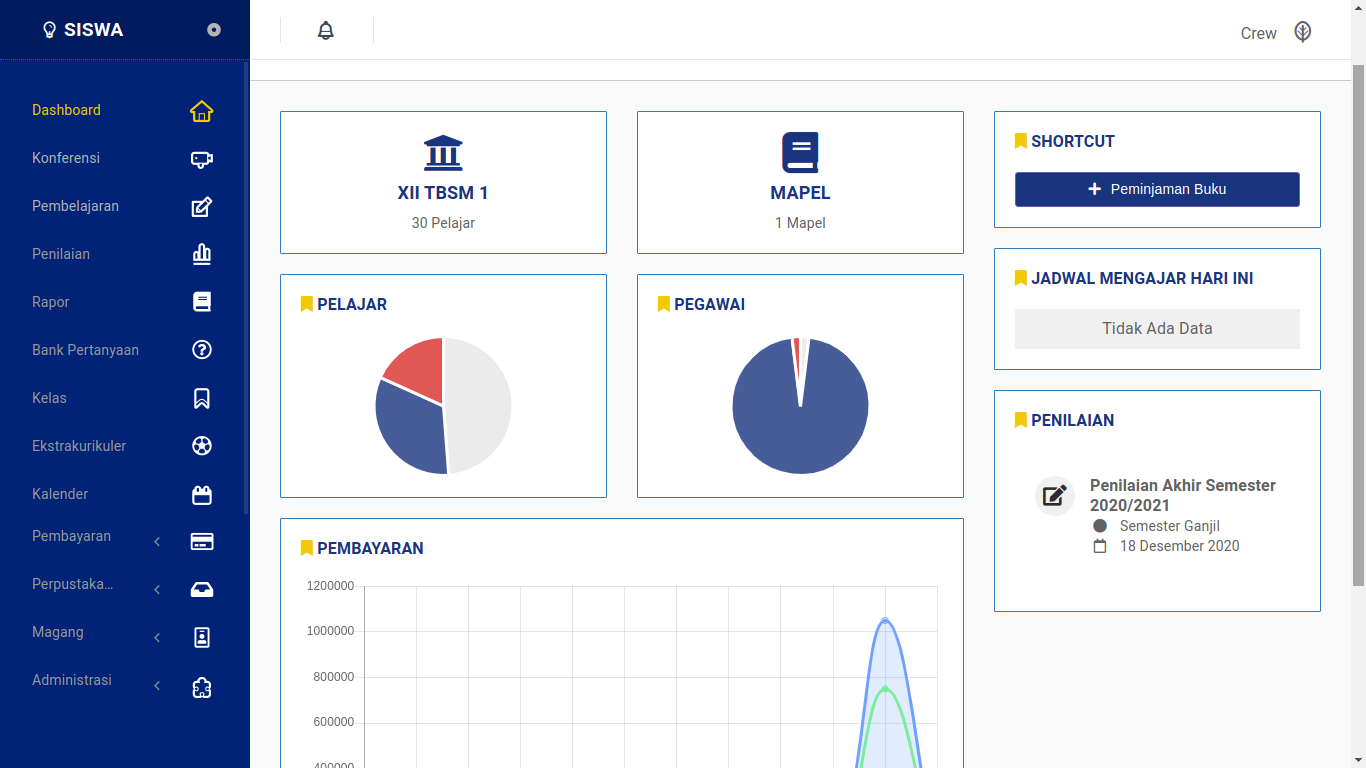 SISWA
Crew
Dashboard
Konferensi
Pembelajaran
Penilaian
Rapor
Bank Pertanyaan
Kelas
Ekstrakurikuler
Kalender
Pembayaran
Perpustaka...
Magang
Administrasi
XII TBSM 1
30 Pelajar
MAPEL
1 Mapel
PELAJAR
PEGAWAI
PEMBAYARAN
1200000
1000000
800000
600000
400000
SHORTCUT
Peminjaman Buku
JADWAL MENGAJAR HARI INI
Tidak Ada Data
PENILAIAN
Penilaian Akhir Semester
2020/2021
Semester Ganjil
18 Desember 2020